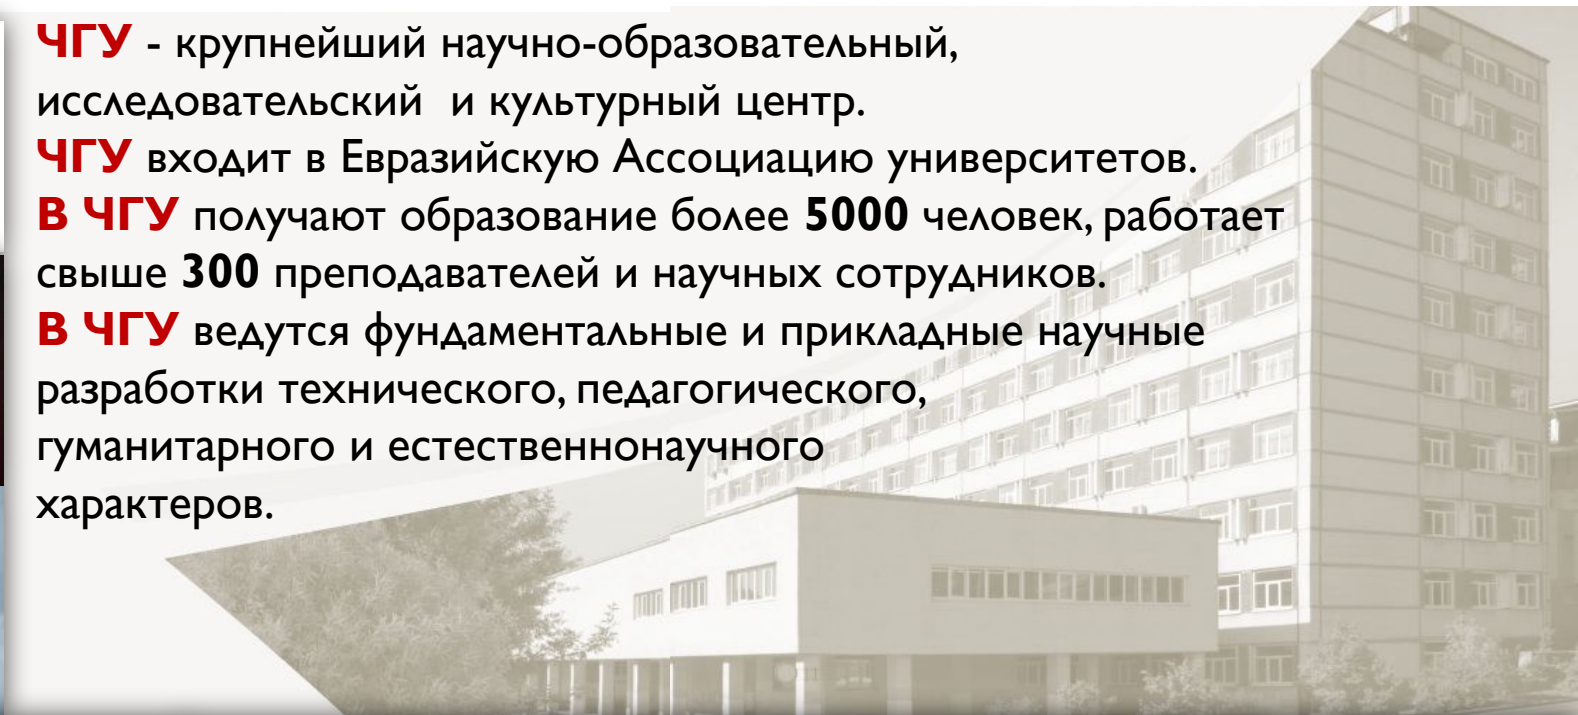 ЧГУ - крупнейший научно-образовательный,
исследовательский и культурный центр.
ЧГУ входит в Евразийскую Ассоциацию университетов.
В ЧГУ получают образование более 5000 человек, работает
свыше 300 преподавателей и научных сотрудников.
В ЧГУ ведутся фундаментальные и прикладные научные
разработки технического, педагогического,
гуманитарного и естественнонаучного
характеров.